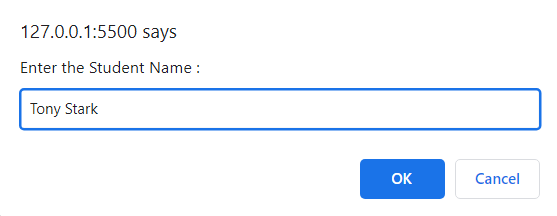 127.0.0.1:5500 says
Enter the Student Name :
Tony Stark
OK Cancel